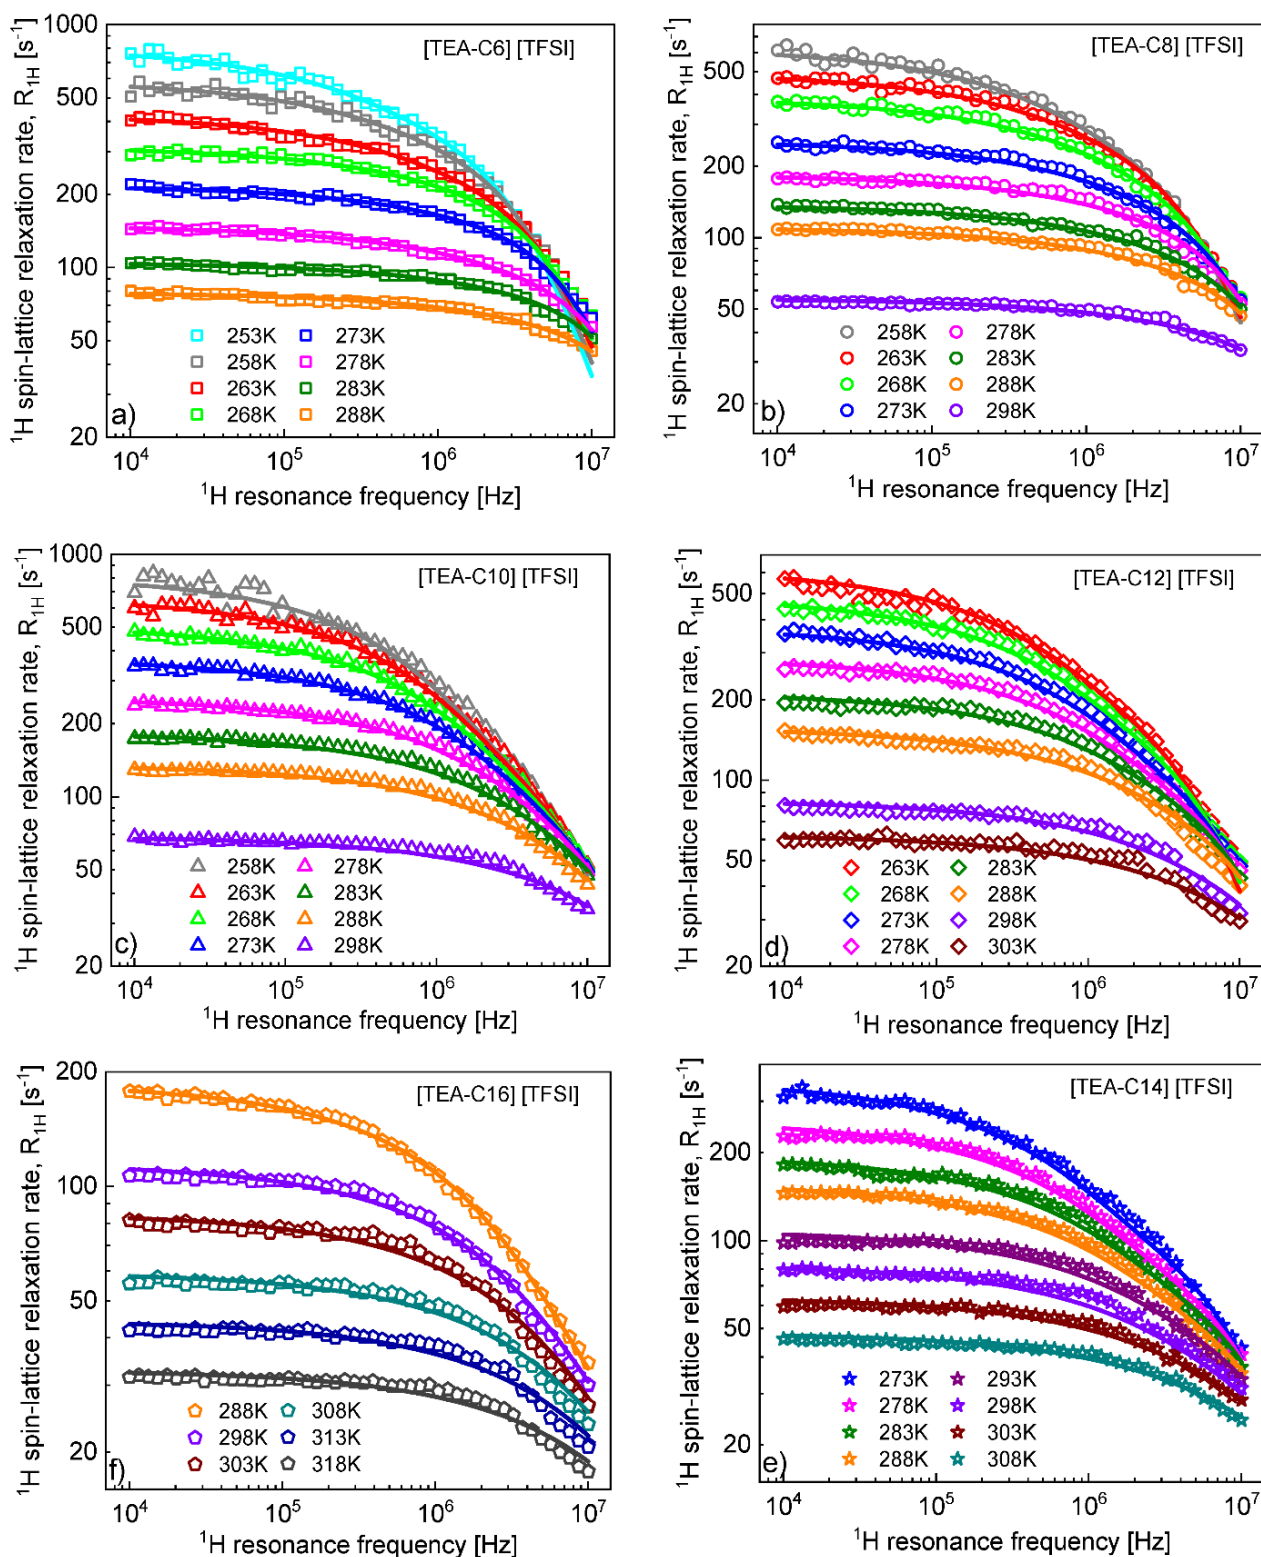 [TEA-C6] [TFSI]
¹H spin-lattice relaxation rate, R₁H [s⁻¹]
1000
500
200
100
50
20
253K 273K
258K 278K
263K 283K
268K 288K
a)
10⁴ 10⁵ 10⁶ 10⁷
¹H resonance frequency [Hz]
[TEA-C8] [TFSI]
¹H spin-lattice relaxation rate, R₁H [s⁻¹]
500
200
100
50
20
258K 278K
263K 283K
268K 288K
273K 298K
b)
10⁴ 10⁵ 10⁶ 10⁷
¹H resonance frequency [Hz]
[TEA-C10] [TFSI]
¹H spin-lattice relaxation rate, R₁H [s⁻¹]
1000
500
200
100
50
20
258K 278K
263K 283K
268K 288K
273K 298K
c)
10⁴ 10⁵ 10⁶ 10⁷
¹H resonance frequency [Hz]
[TEA-C12] [TFSI]
¹H spin-lattice relaxation rate, R₁H [s⁻¹]
500
200
100
50
20
263K 283K
268K 288K
273K 298K
278K 303K
d)
10⁴ 10⁵ 10⁶ 10⁷
¹H resonance frequency [Hz]
[TEA-C16] [TFSI]
¹H spin-lattice relaxation rate, R₁H [s⁻¹]
200
100
50
20
288K 308K
298K 313K
303K 318K
f)
10⁴ 10⁵ 10⁶ 10⁷
¹H resonance frequency [Hz]
[TEA-C14] [TFSI]
¹H spin-lattice relaxation rate, R₁H [s⁻¹]
200
100
50
20
273K 293K
278K 298K
283K 303K
288K 308K
e)
10⁴ 10⁵ 10⁶ 10⁷
¹H resonance frequency [Hz]